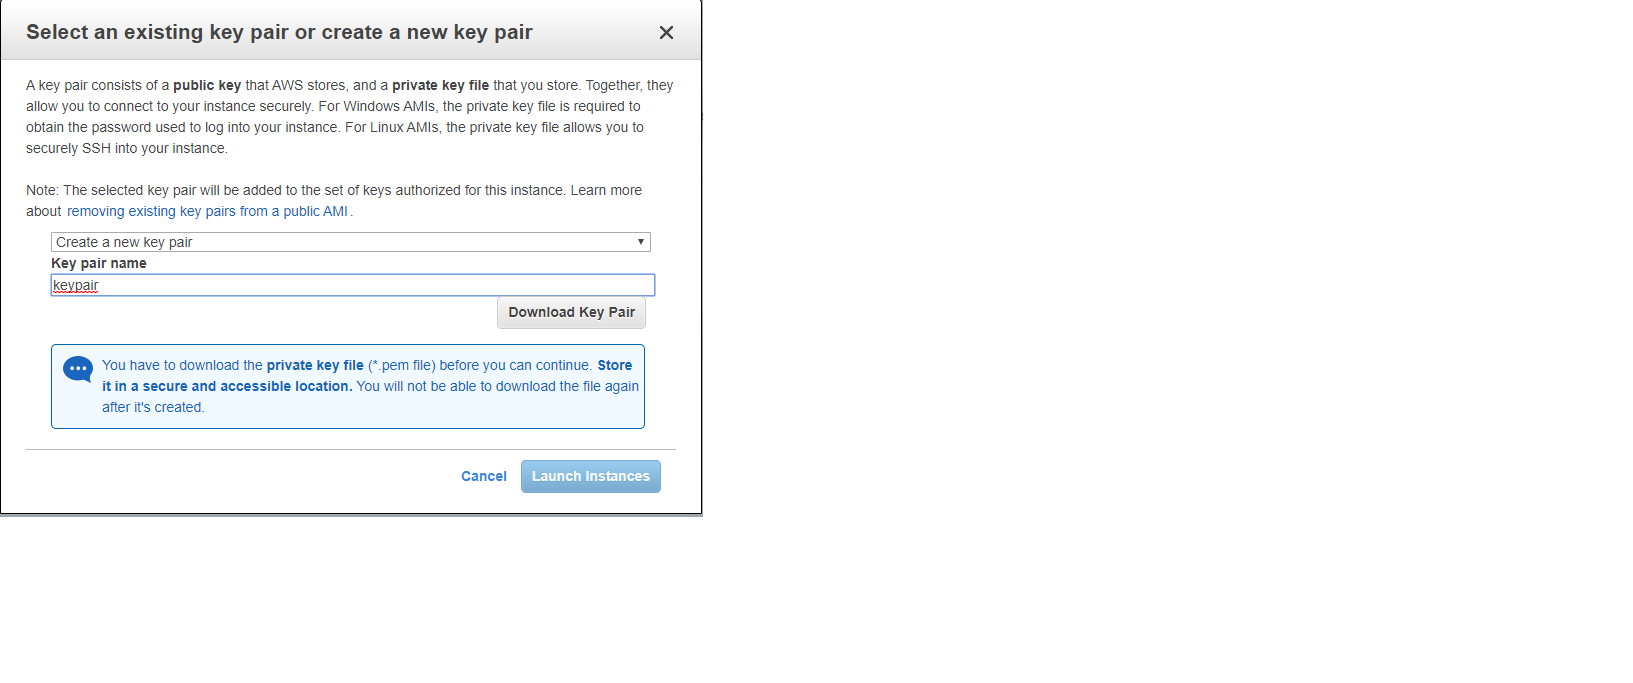 Select an existing key pair or create a new key pair
A key pair consists of a public key that AWS stores, and a private key file that you store. Together, they
allow you to connect to your instance securely. For Windows AMIs, the private key file is required to
obtain the password used to log into your instance. For Linux AMIs, the private key file allows you to
securely SSH into your instance.
Note: The selected key pair will be added to the set of keys authorized for this instance. Learn more
about removing existing key pairs from a public AMI.
Create a new key pair
Key pair name
keypair
Download Key Pair
You have to download the private key file (*.pem file) before you can continue. Store
it in a secure and accessible location. You will not be able to download the file again
after it's created.
Cancel
Launch Instances